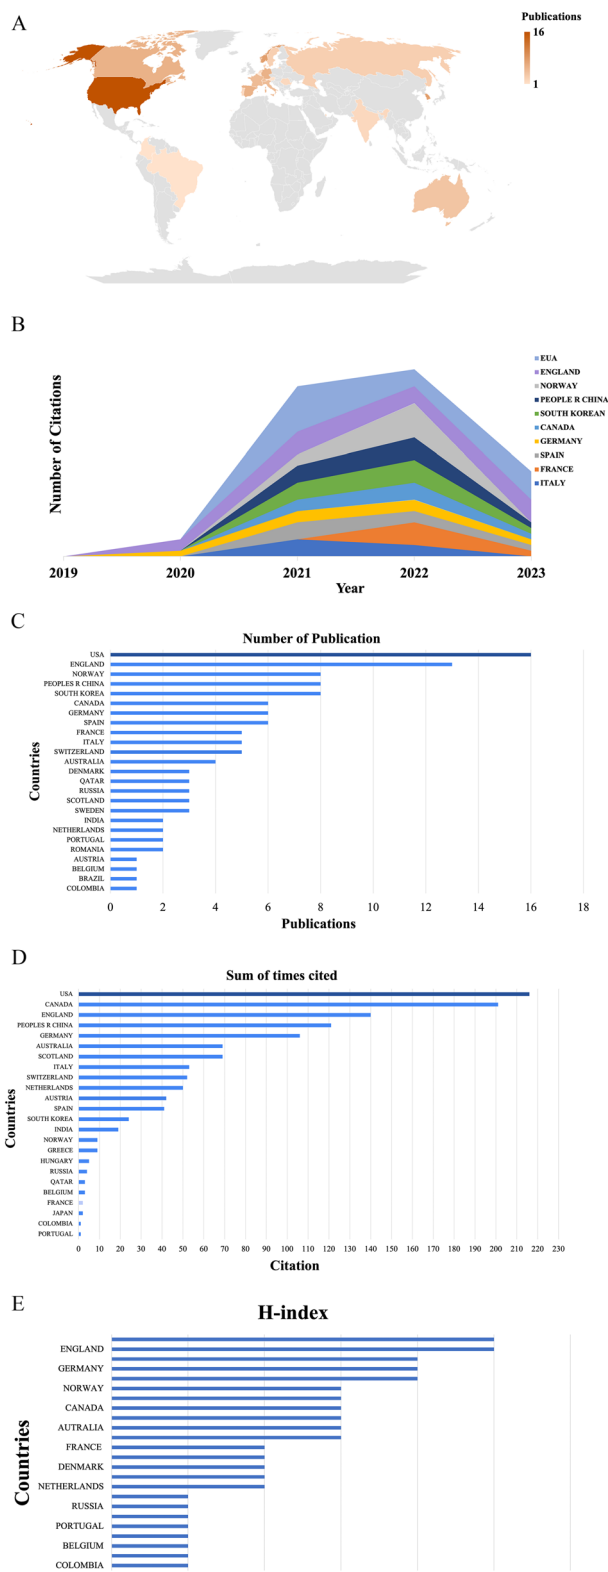 A
Publications
16
1
B
Number of Citations
EUA
ENGLAND
NORWAY
PEOPLE R CHINA
SOUTH KOREAN
CANADA
GERMANY
SPAIN
FRANCE
ITALY
2019 2020 2021 2022 2023
Year
C
Number of Publication
Countries
USA
ENGLAND
NORWAY
PEOPLES R CHINA
SOUTH KOREA
CANADA
GERMANY
SPAIN
FRANCE
ITALY
SWITZERLAND
AUSTRALIA
DENMARK
QATAR
RUSSIA
SCOTLAND
SWEDEN
INDIA
NETHERLANDS
PORTUGAL
ROMANIA
AUSTRIA
BELGIUM
BRAZIL
COLOMBIA
0 2 4 6 8 10 12 14 16 18
Publications
D
Sum of times cited
Countries
USA
CANADA
ENGLAND
PEOPLES R CHINA
GERMANY
AUSTRALIA
SCOTLAND
ITALY
SWITZERLAND
NETHERLANDS
AUSTRIA
SPAIN
SOUTH KOREA
INDIA
NORWAY
GREECE
HUNGARY
RUSSIA
QATAR
BELGIUM
FRANCE
JAPAN
COLOMBIA
PORTUGAL
0 10 20 30 40 50 60 70 80 90 100 110 120 130 140 150 160 170 180 190 200 210 220 230
Citation
E
H-index
Countries
ENGLAND
GERMANY
NORWAY
CANADA
AUTRALIA
FRANCE
DENMARK
NETHERLANDS
RUSSIA
PORTUGAL
BELGIUM
COLOMBIA